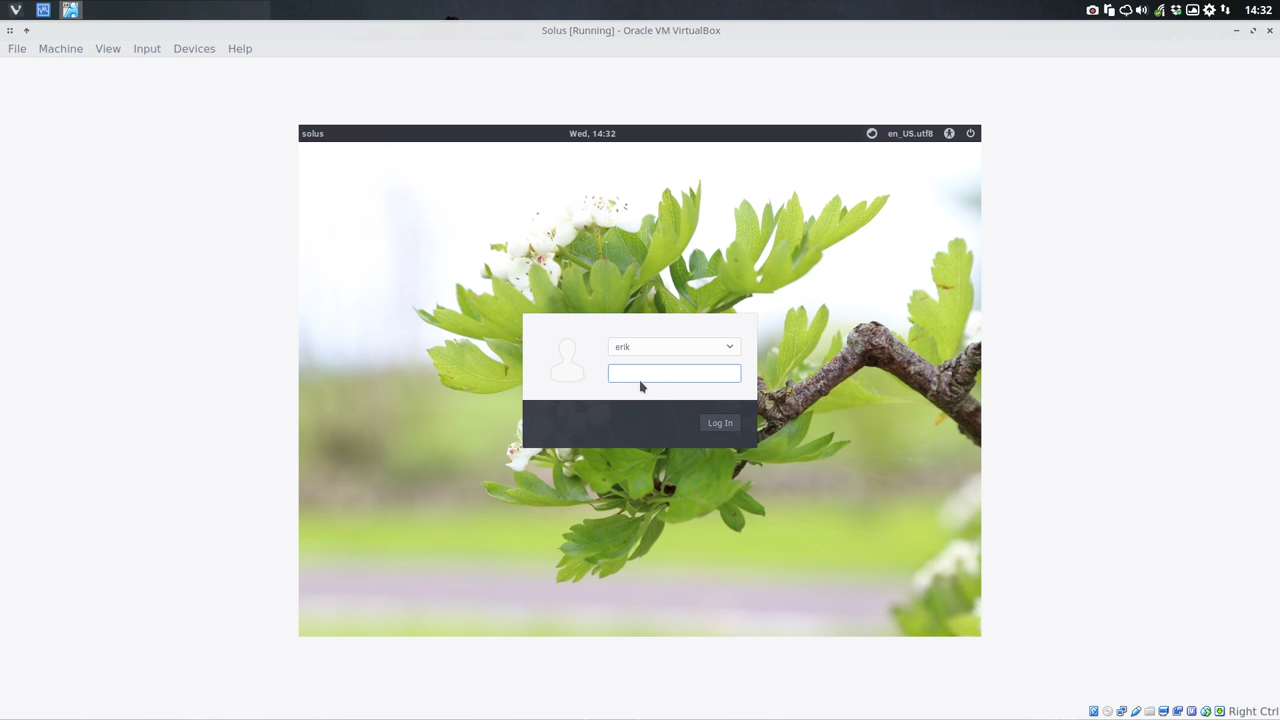 14:32
Solus [Running] - Oracle VM VirtualBox
File Machine View Input Devices Help
solus Wed, 14:32 en_US.utf8
erik
Log In
Right Ctrl